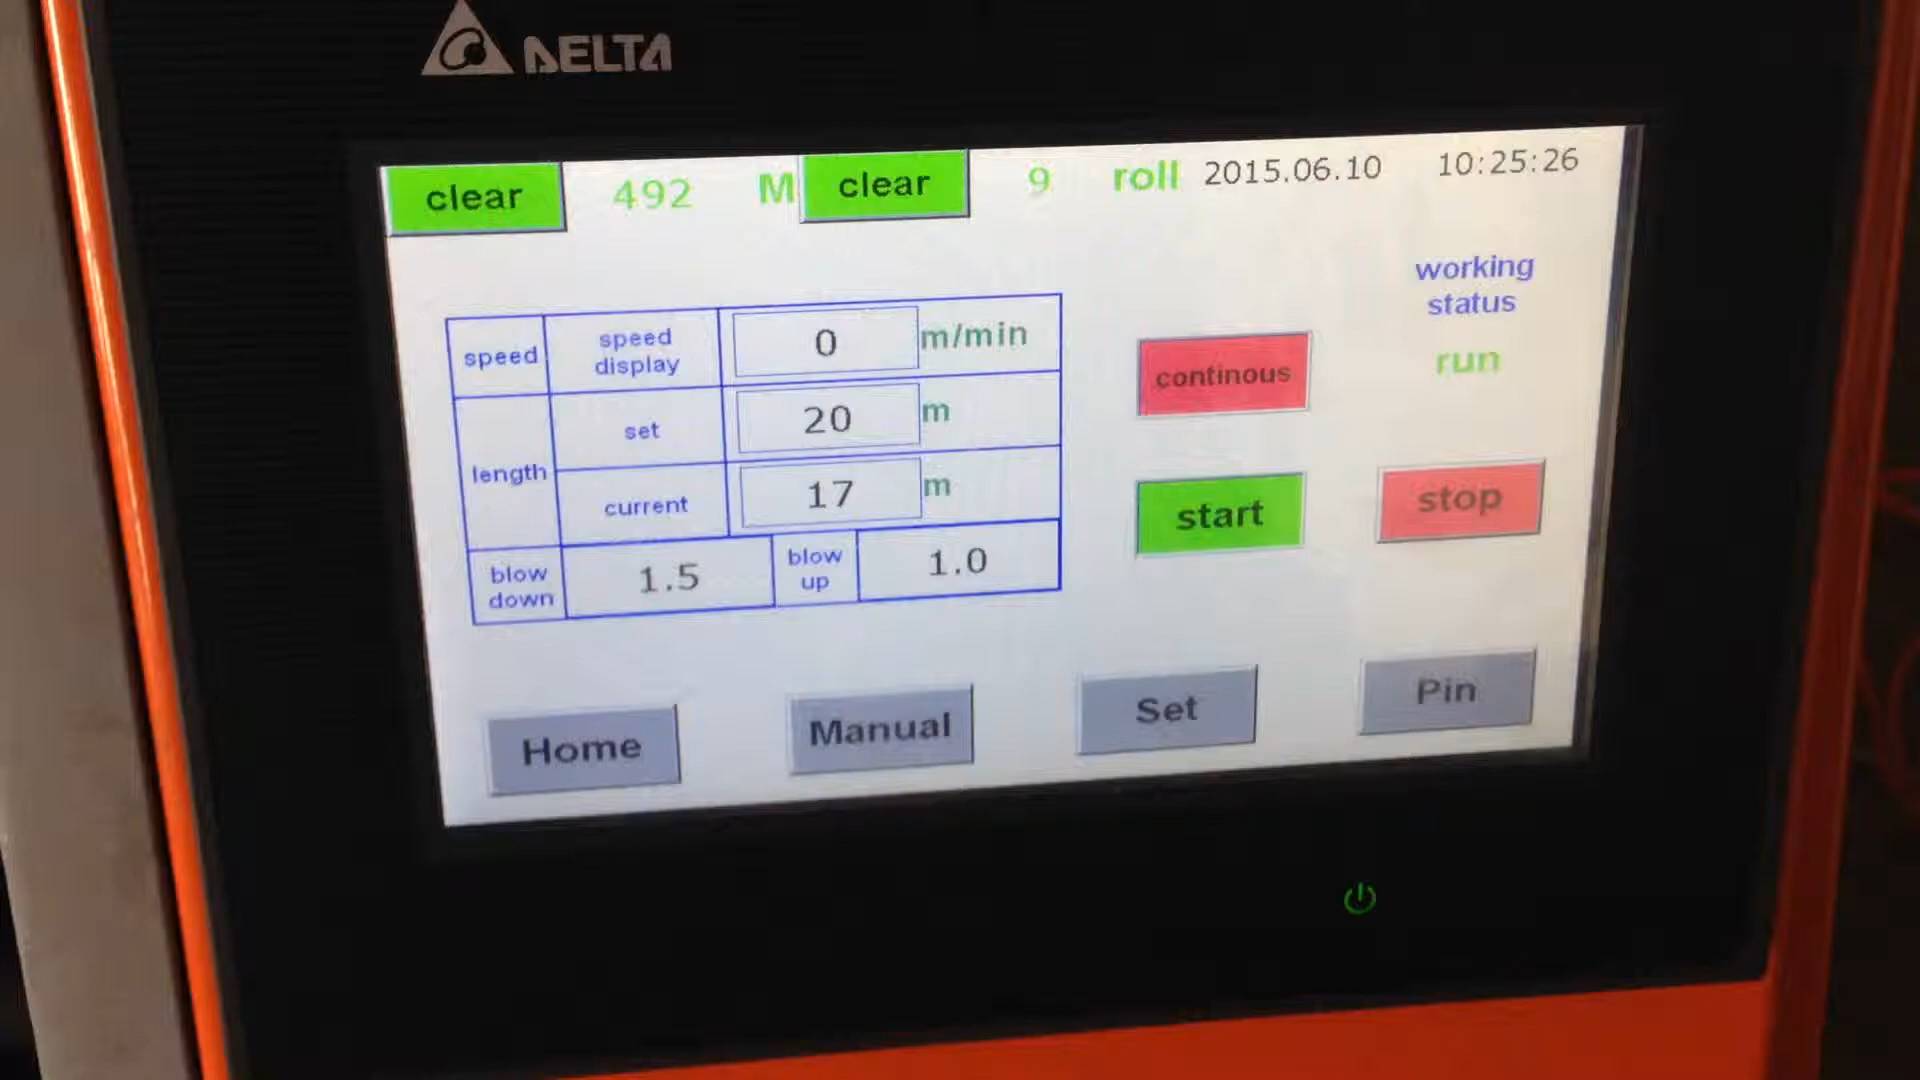 DELTA
clear 492 M clear 9 roll 2015.06.10 10:25:26
working
status
run
speed speed
display 0 m/min
length set 20 m
current 17 m
blow
down 1.5 blow
up 1.0
continous
start stop
Home Manual Set Pin